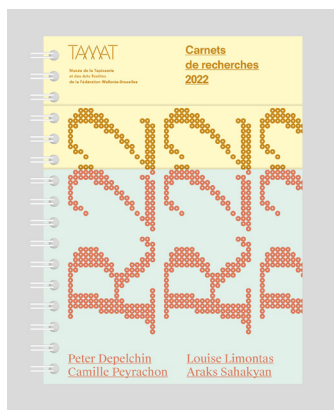 TAMAT
Musée de la Tapisserie
et des Arts Textiles
de la Fédération Wallonie-Bruxelles
Carnets
de recherches
2022
Peter Depelchin
Camille Peyrachon
Louise Limontas
Araks Sahakyan